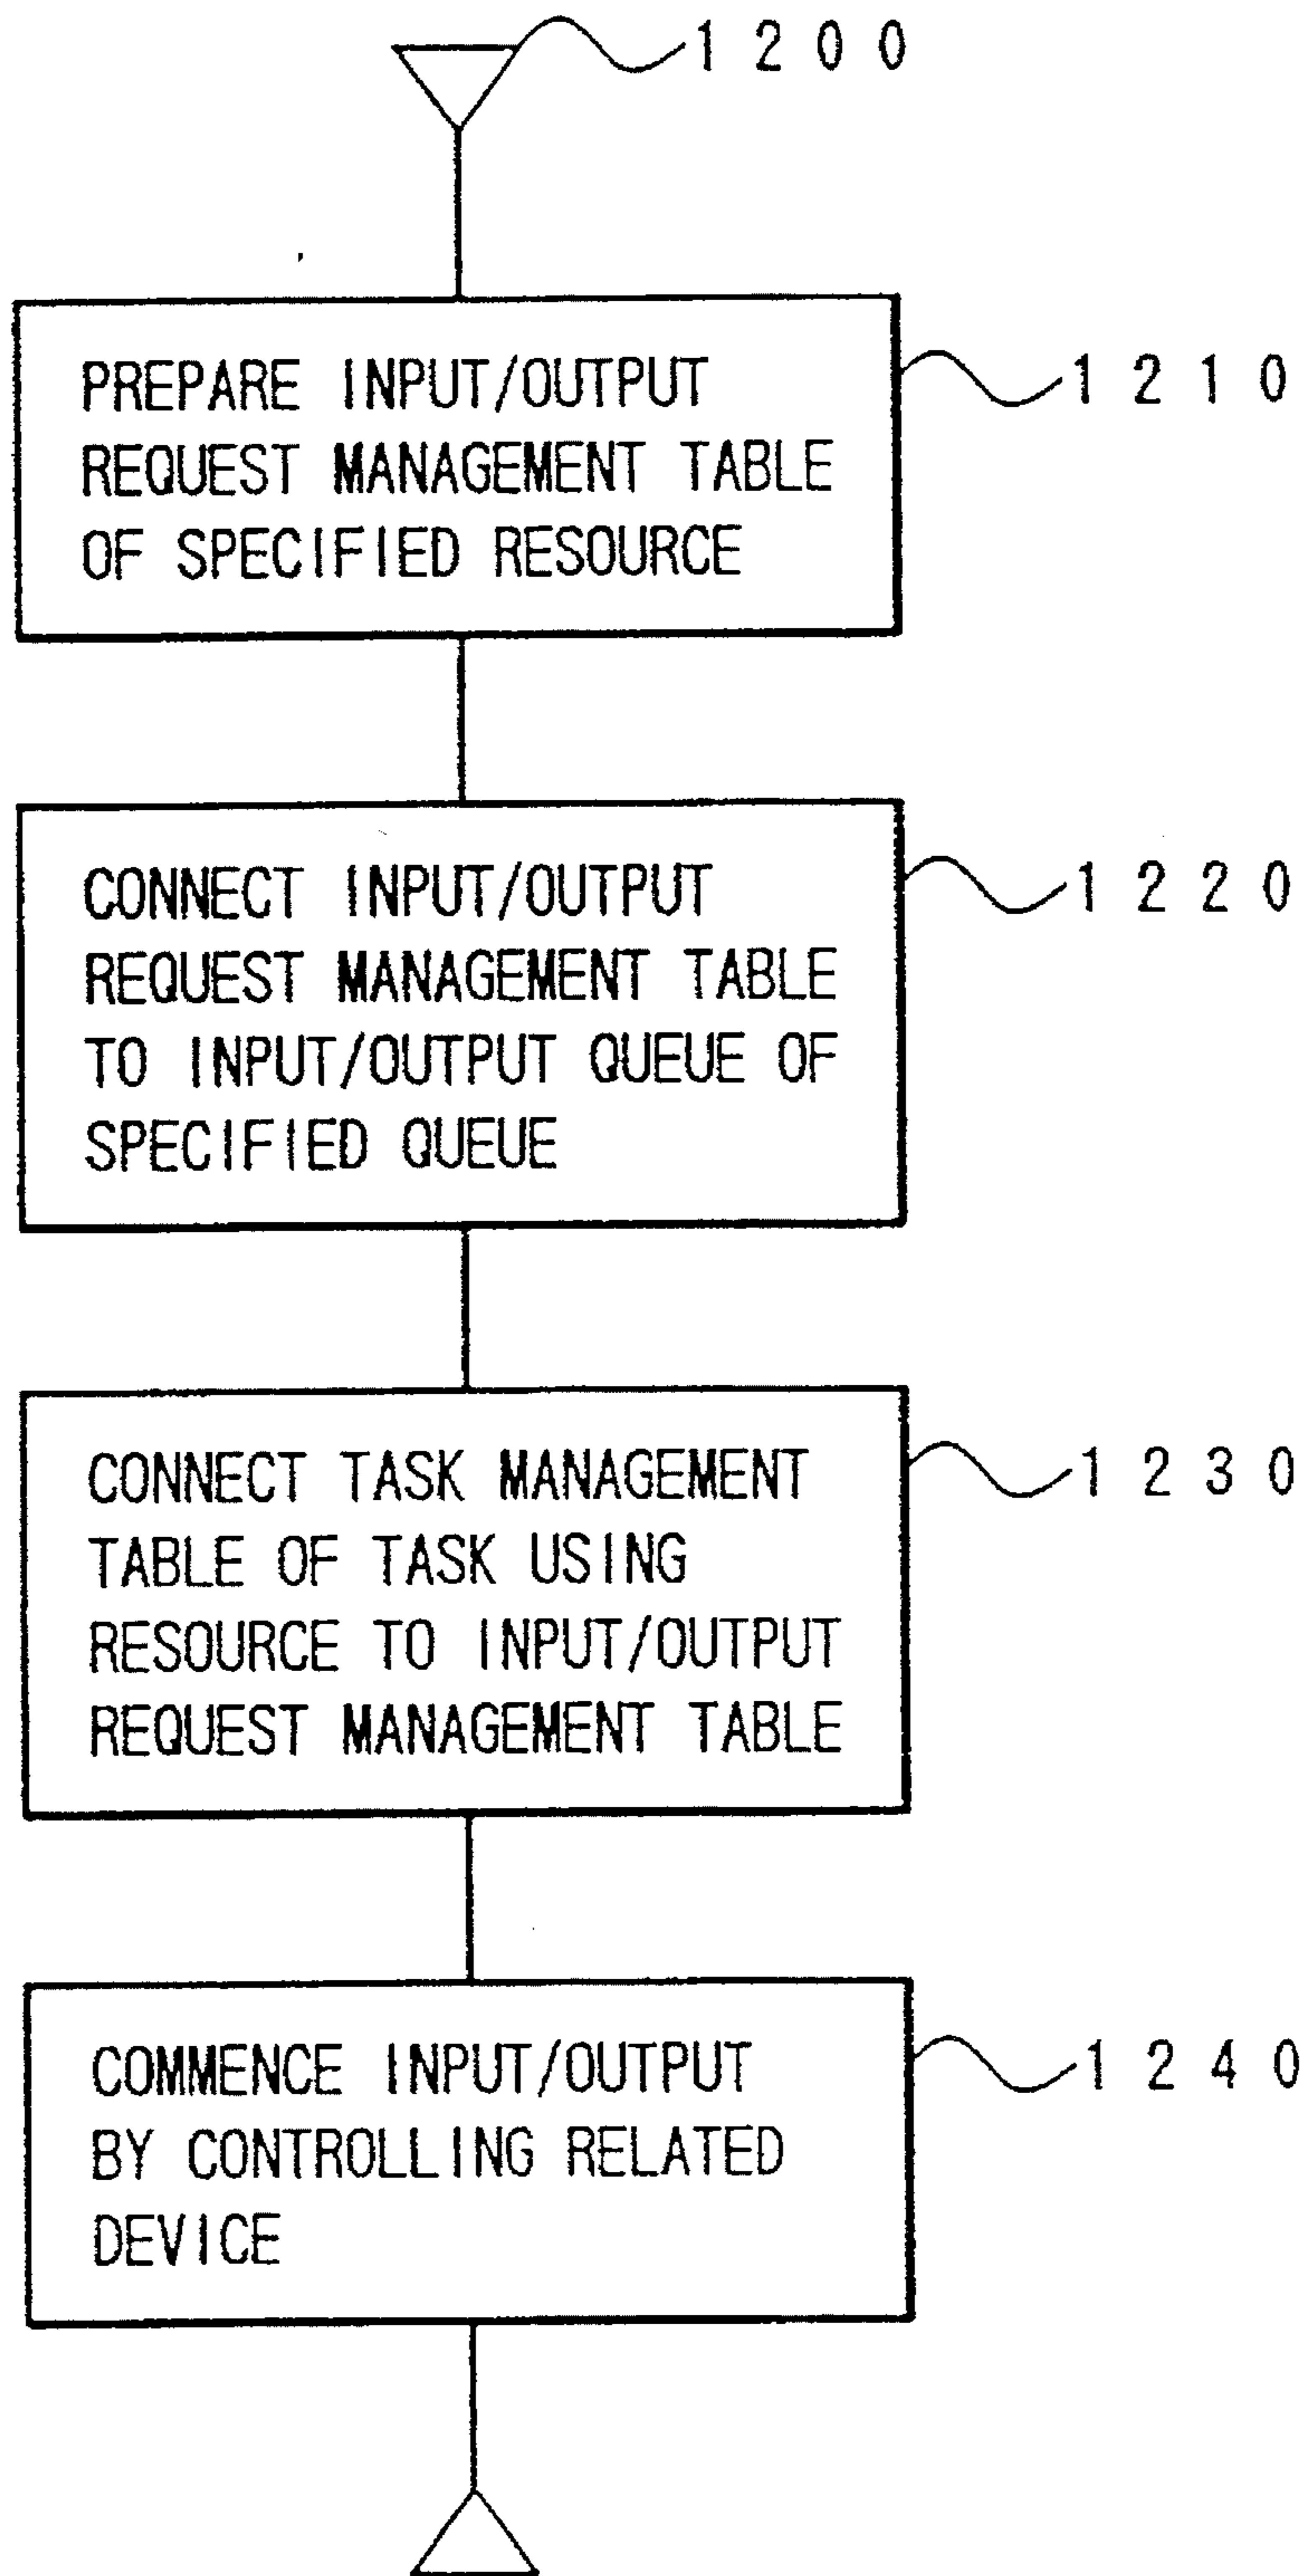 1200
PREPARE INPUT/OUTPUT
REQUEST MANAGEMENT TABLE
OF SPECIFIED RESOURCE
1210
CONNECT INPUT/OUTPUT
REQUEST MANAGEMENT TABLE
TO INPUT/OUTPUT QUEUE OF
SPECIFIED QUEUE
1220
CONNECT TASK MANAGEMENT
TABLE OF TASK USING
RESOURCE TO INPUT/OUTPUT
REQUEST MANAGEMENT TABLE
1230
COMMENCE INPUT/OUTPUT
BY CONTROLLING RELATED
DEVICE
1240